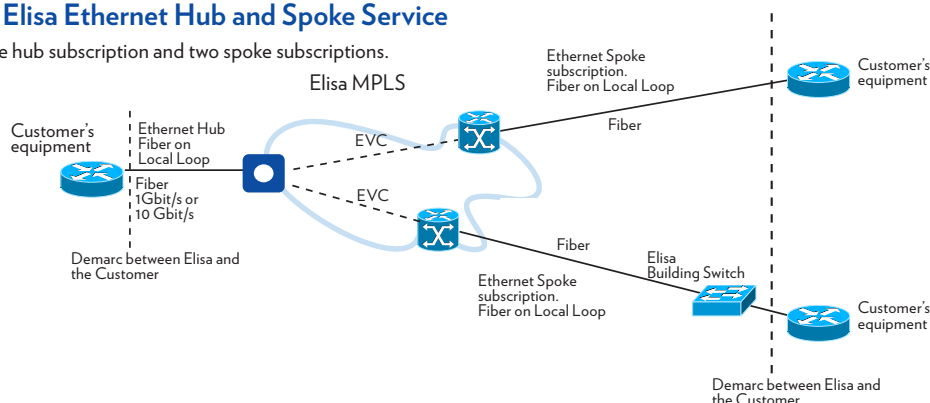 Elisa Ethernet Hub and Spoke Service
e hub subscription and two spoke subscriptions.
Elisa MPLS
Ethernet Spoke
subscription.
Fiber on Local Loop
Customer's
equipment
Fiber
Customer's
equipment
Ethernet Hub
Fiber on
Local Loop
Fiber
1Gbit/s or
10 Gbit/s
EVC
EVC
Demarc between Elisa and
the Customer
Fiber
Elisa
Building Switch
Ethernet Spoke
subscription.
Fiber on Local Loop
Customer's
equipment
Demarc between Elisa and
the Customer